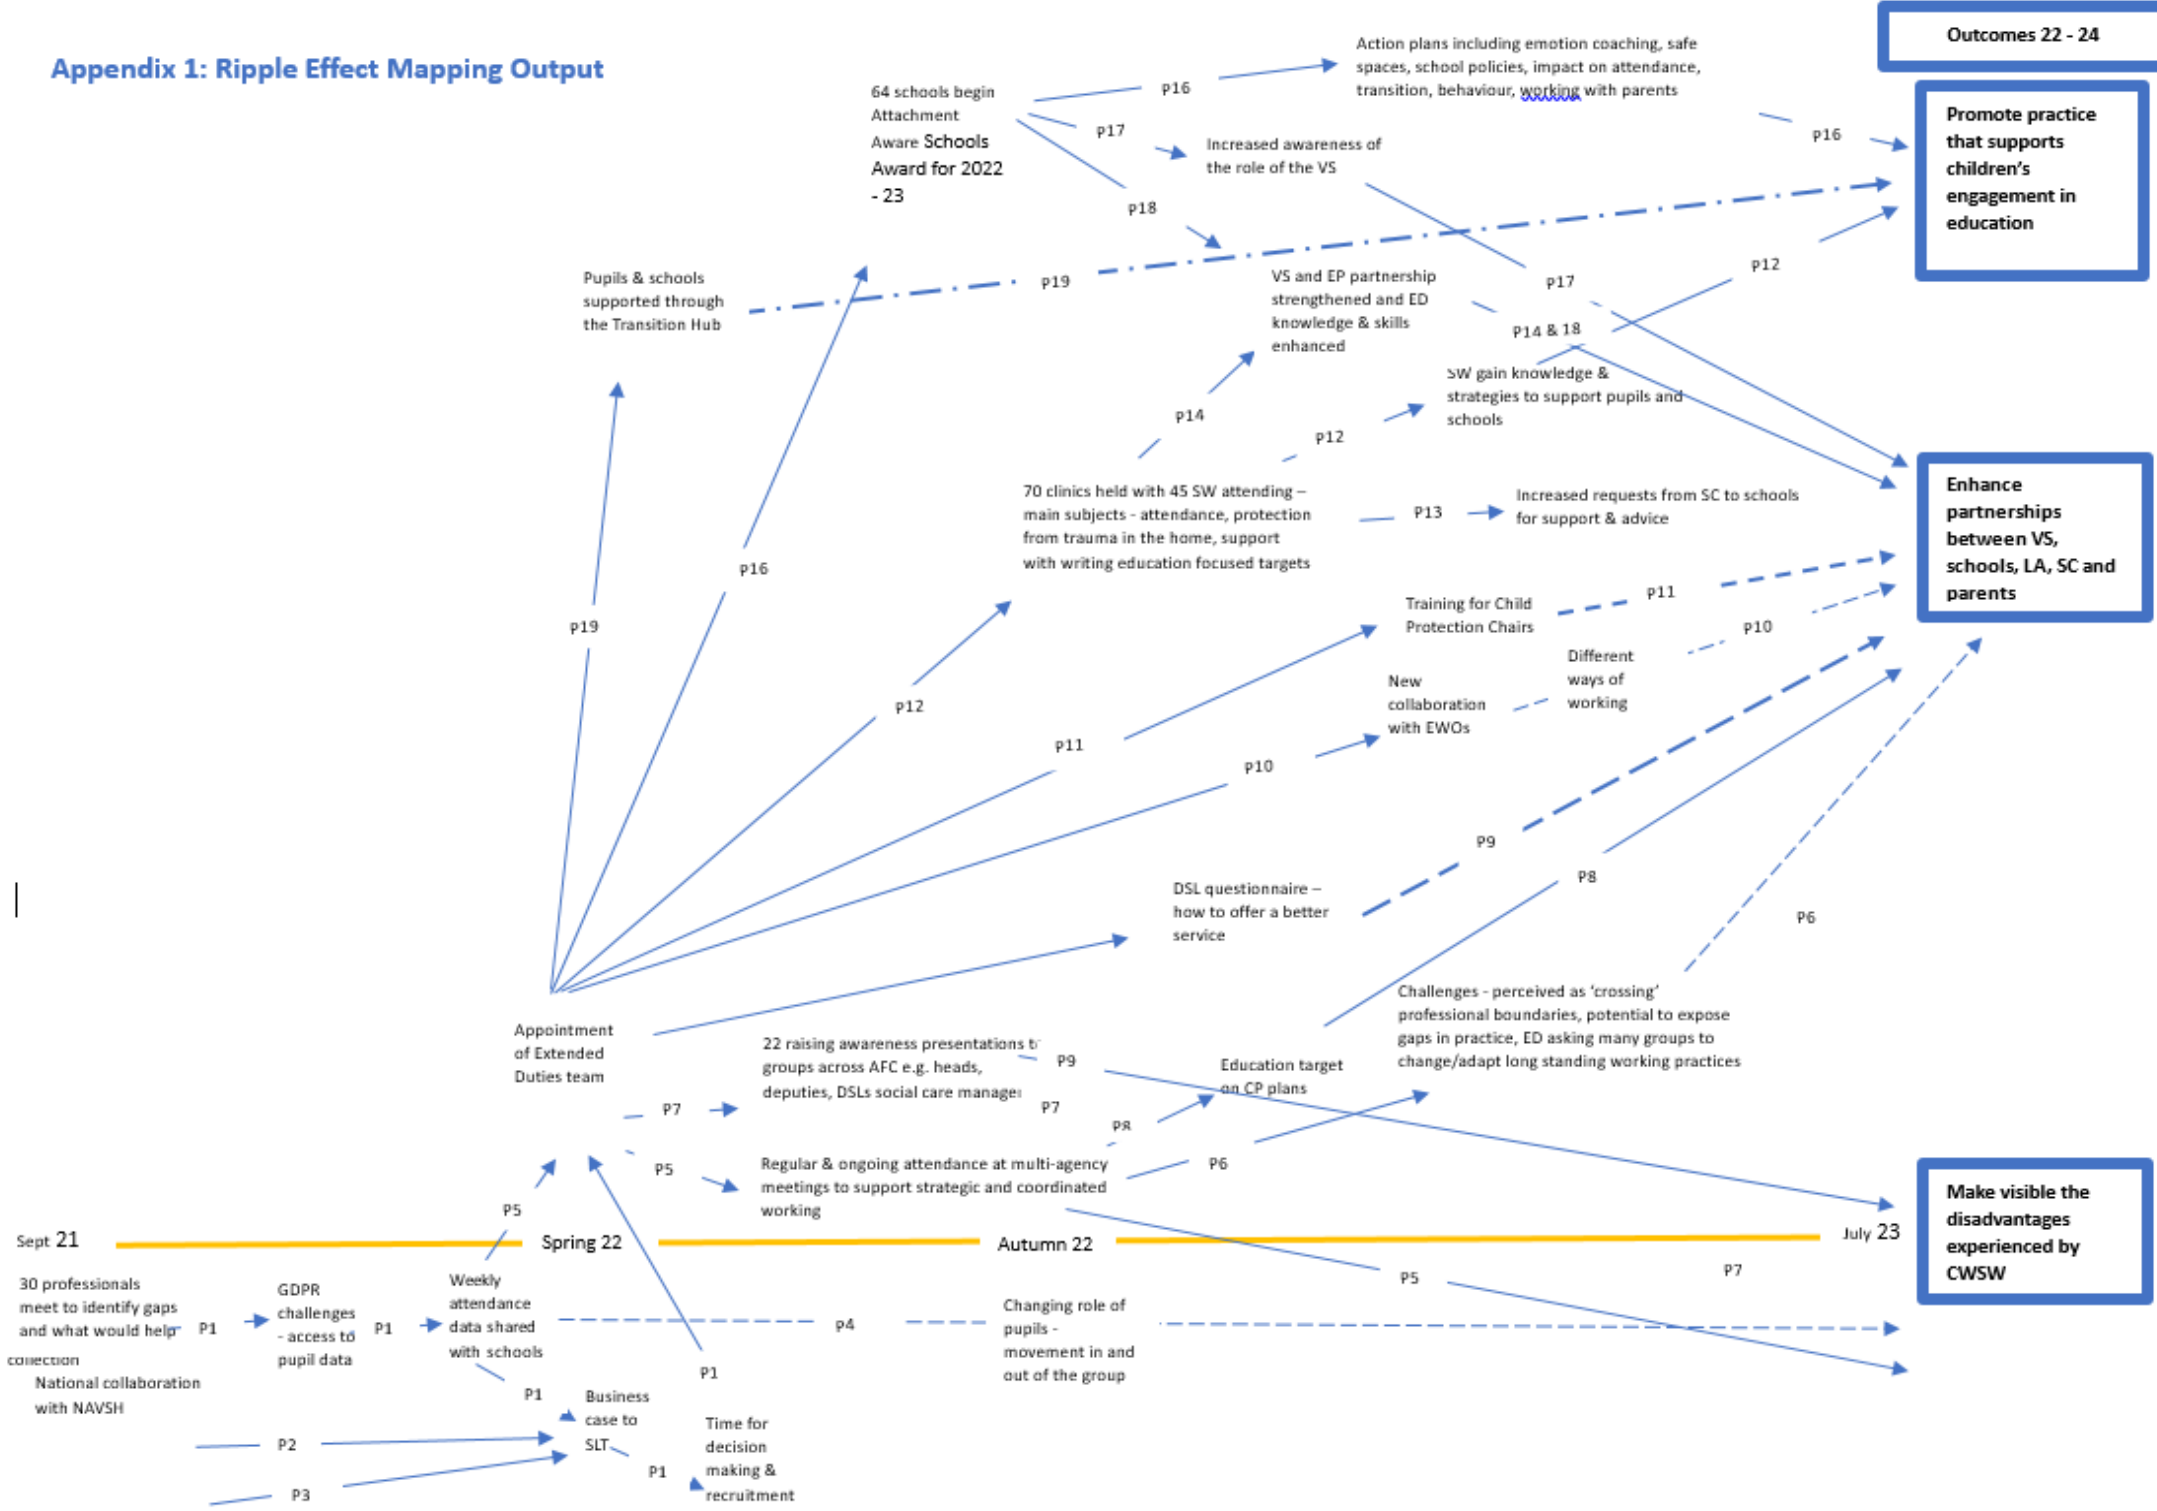 Appendix 1: Ripple Effect Mapping Output
Outcomes 22 - 24
Action plans including emotion coaching, safe
spaces, school policies, impact on attendance,
transition, behaviour, working with parents
64 schools begin
Attachment
Aware Schools
Award for 2022
- 23
P16
P17
P18
Increased awareness of
the role of the VS
P16
Promote practice
that supports
children's
engagement in
education
Pupils & schools
supported through
the Transition Hub
P19
VS and EP partnership
strengthened and ED
knowledge & skills
enhanced
P17
P12
P14 & 18
SW gain knowledge &
strategies to support pupils and
schools
P14
P12
70 clinics held with 45 SW attending –
main subjects - attendance, protection
from trauma in the home, support
with writing education focused targets
P13
Increased requests from SC to schools
for support & advice
Enhance
partnerships
between VS,
schools, LA, SC and
parents
P16
P19
P12
P11
P10
Training for Child
Protection Chairs
P11
P10
New
collaboration
with EWOs
Different
ways of
working
P9
P8
P6
DSL questionnaire –
how to offer a better
service
Appointment
of Extended
Duties team
22 raising awareness presentations
groups across AFC e.g. heads,
deputies, DSLs social care
P9
P7
P7
P8
Education target
on CP plans
Challenges - perceived as 'crossing'
professional boundaries, potential to expose
gaps in practice, ED asking many groups to
change/adapt long standing working practices
P5
Regular & ongoing attendance at multi-agency
meetings to support strategic and coordinated
working
P6
P5
Make visible the
disadvantages
experienced by
CWSW
Sept 21
Spring 22
Autumn 22
July 23
30 professionals
meet to identify gaps
and what would help
collection
P1
GDPR
challenges
- access to
pupil data
P1
Weekly
attendance
data shared
with schools
P4
Changing role of
pupils -
movement in and
out of the group
P5
P7
National collaboration
with NAVSH
P1
P1
Business
case to
SLT
P2
P3
P1
Time for
decision
making &
recruitment